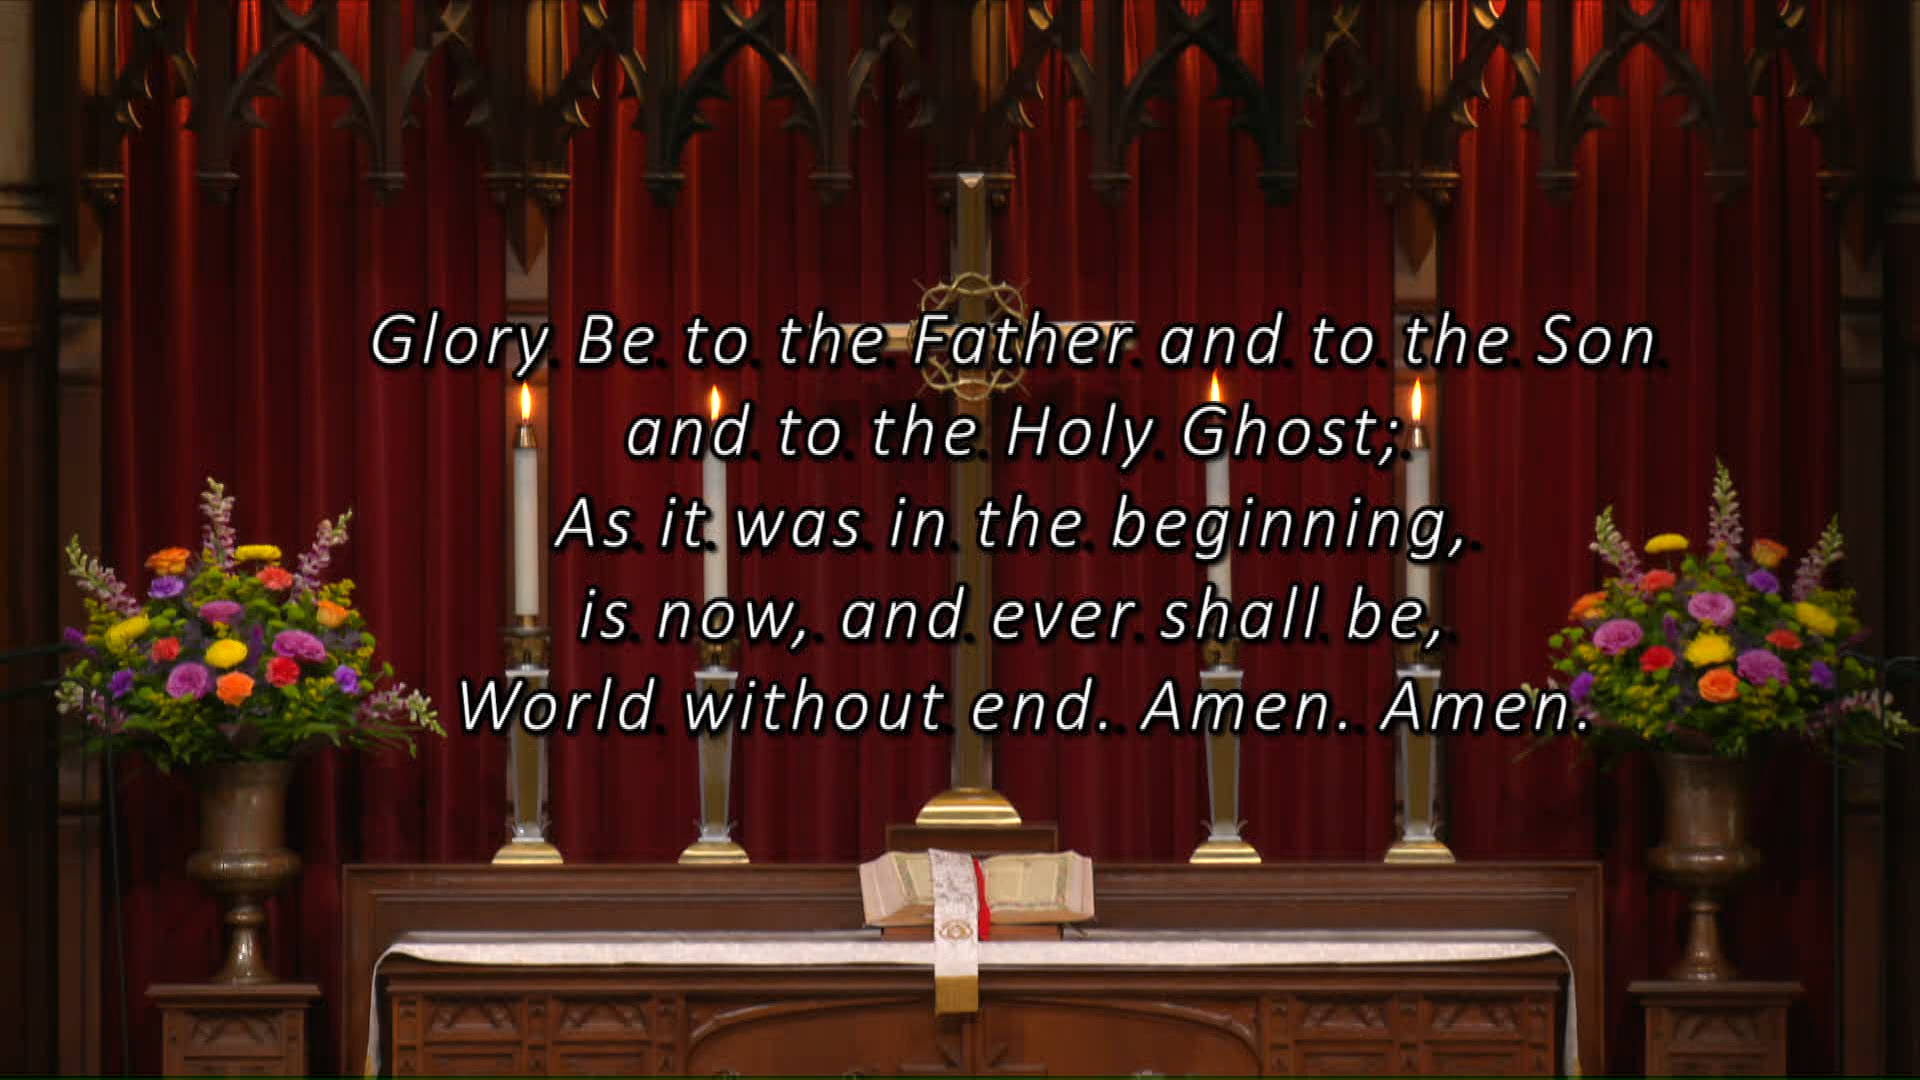 Glory Be to the Father and to the Son
and to the Holy Ghost;
As it was in the beginning,
is now, and ever shall be,
World without end. Amen. Amen.